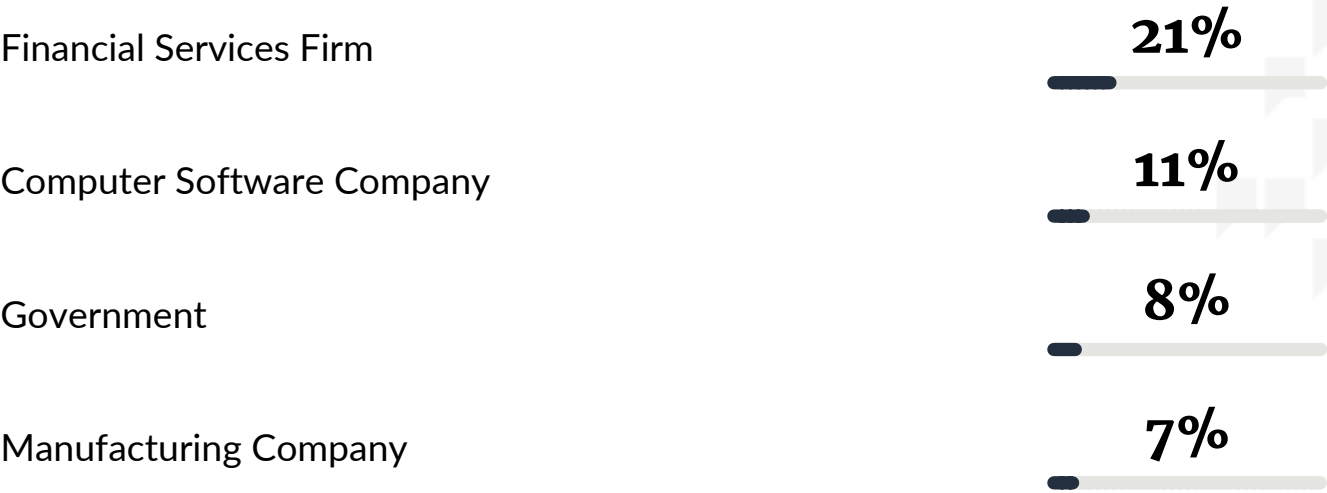 Financial Services Firm
21%
Computer Software Company
11%
Government
8%
Manufacturing Company
7%